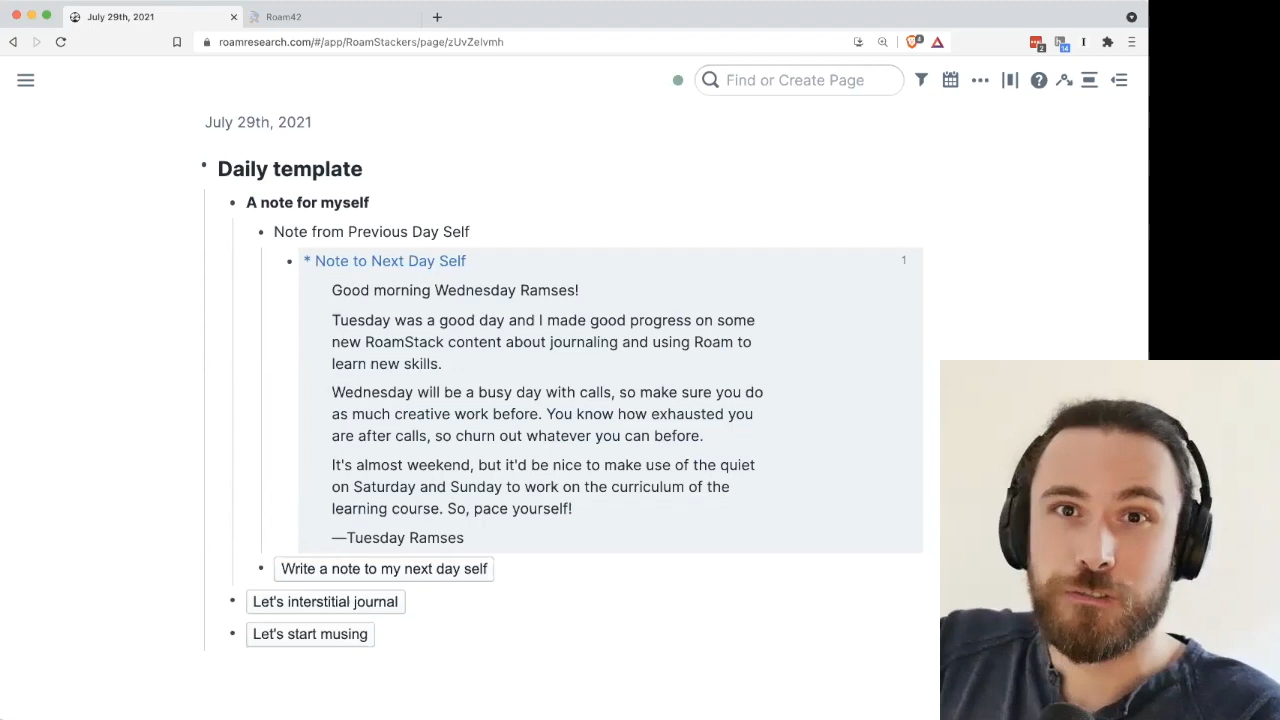 July 29th, 2021
Roam42
roamresearch.com/#/app/RoamStackers/page/zUvZeIvmh
4
2
14
Find or Create Page
July 29th, 2021
Daily template
A note for myself
Note from Previous Day Self
* Note to Next Day Self
1
Good morning Wednesday Ramses!
Tuesday was a good day and I made good progress on some
new RoamStack content about journaling and using Roam to
learn new skills.
Wednesday will be a busy day with calls, so make sure you do
as much creative work before. You know how exhausted you
are after calls, so churn out whatever you can before.
It's almost weekend, but it'd be nice to make use of the quiet
on Saturday and Sunday to work on the curriculum of the
learning course. So, pace yourself!
—Tuesday Ramses
Write a note to my next day self
Let's interstitial journal
Let's start musing